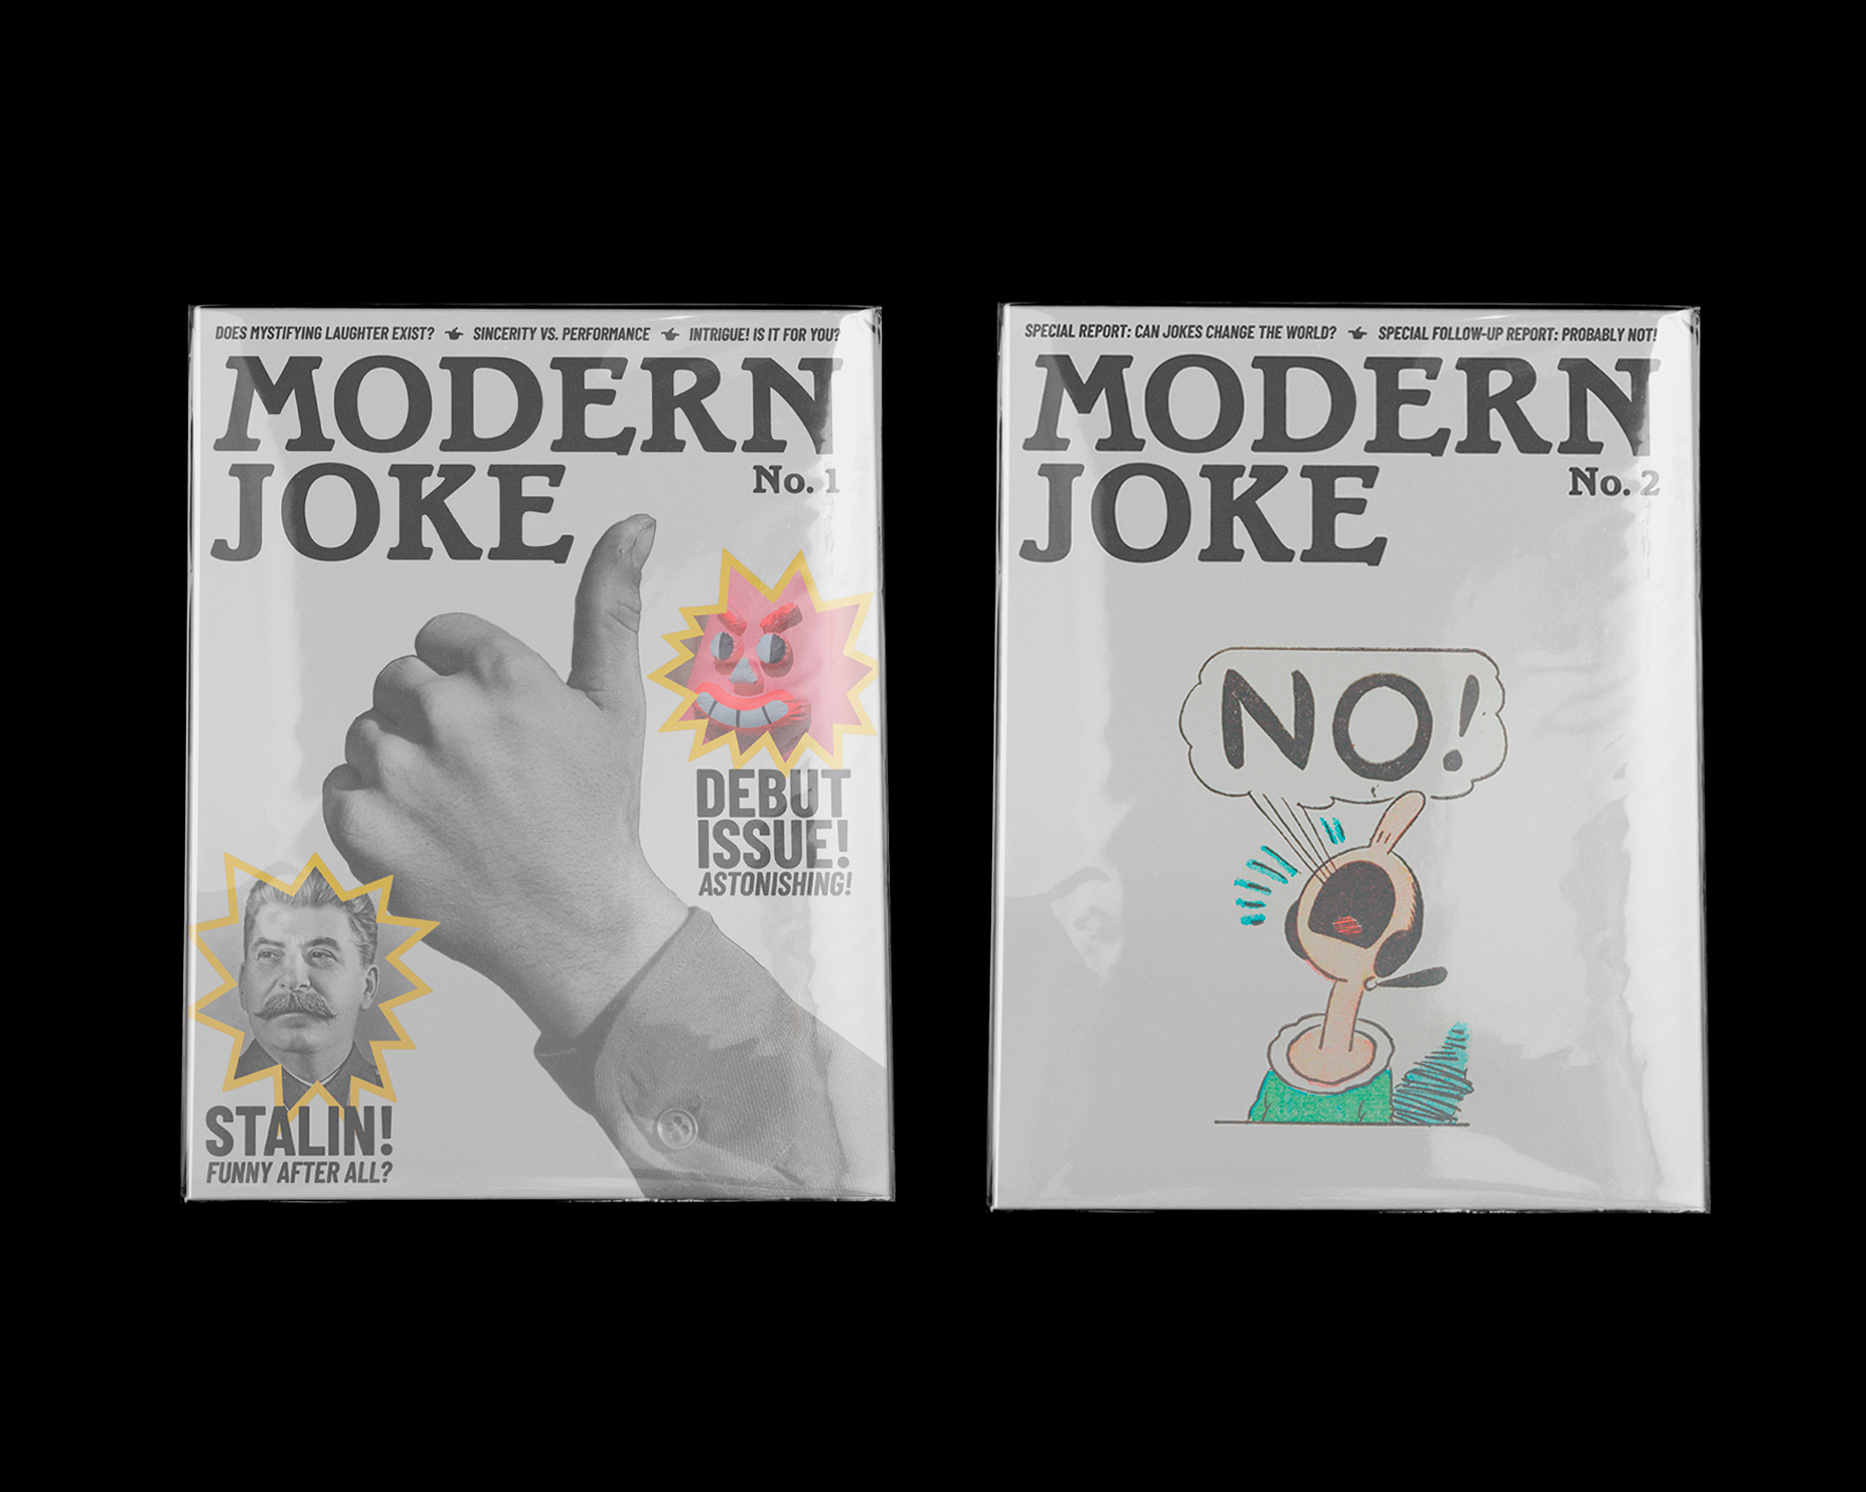 DOES MYSTIFYING LAUGHTER EXIST? SINCERITY VS. PERFORMANCE INTRIGUE! IS IT FOR YOU?
MODERN
JOKE
No. 1
DEBUT
ISSUE!
ASTONISHING!
STALIN!
FUNNY AFTER ALL?
SPECIAL REPORT: CAN JOKES CHANGE THE WORLD? SPECIAL FOLLOW-UP REPORT: PROBABLY NOT!
MODERN
JOKE
No. 2
NO!